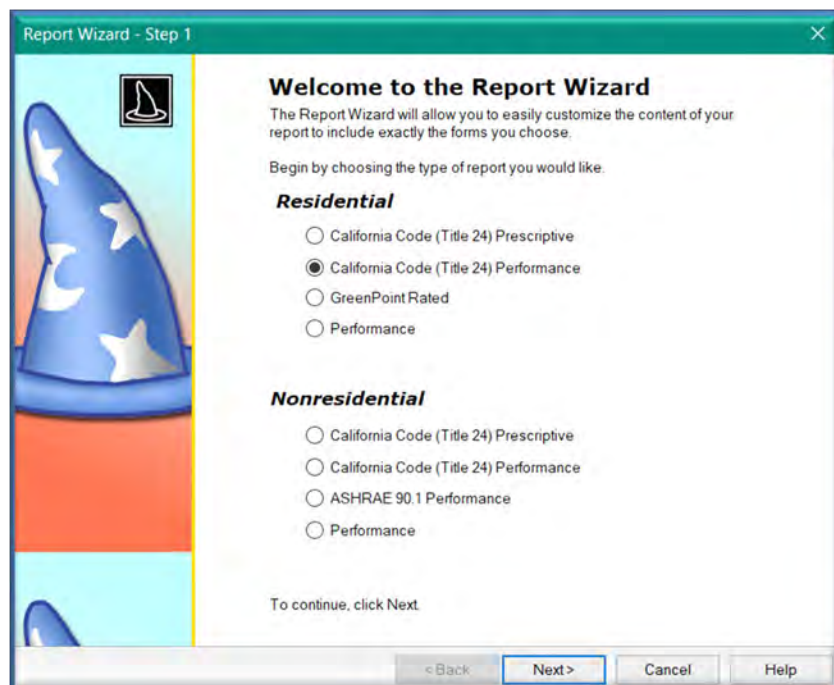 Report Wizard - Step 1
Welcome to the Report Wizard
The Report Wizard will allow you to easily customize the content of your
report to include exactly the forms you choose.
Begin by choosing the type of report you would like.
Residential
California Code (Title 24) Prescriptive
California Code (Title 24) Performance
GreenPoint Rated
Performance
Nonresidential
California Code (Title 24) Prescriptive
California Code (Title 24) Performance
ASHRAE 90.1 Performance
Performance
To continue, click Next.
< Back Next > Cancel Help